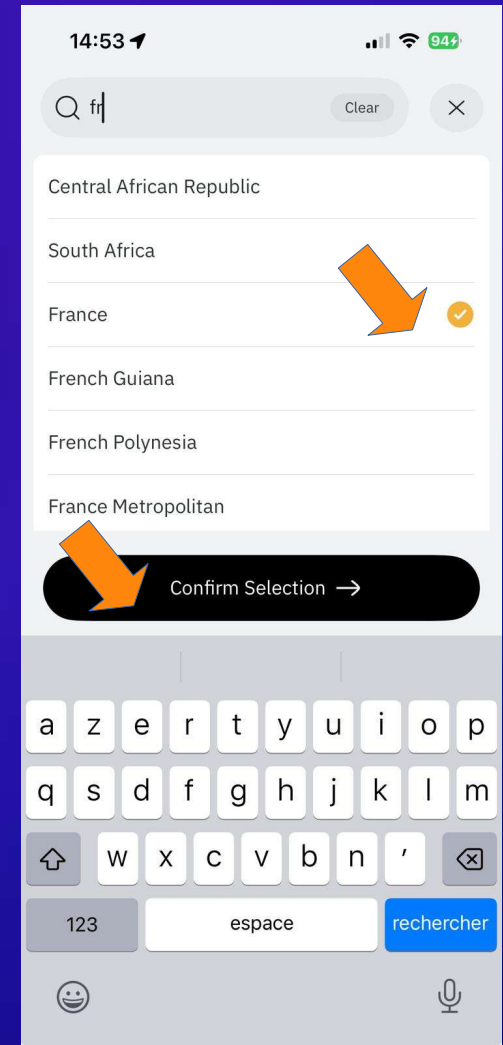 14:53
94
fr
Clear
Central African Republic
South Africa
France
French Guiana
French Polynesia
France Metropolitan
Confirm Selection →
a z e r t y u i o p
q s d f g h j k l m
w x c v b n ′
123 espace rechercher